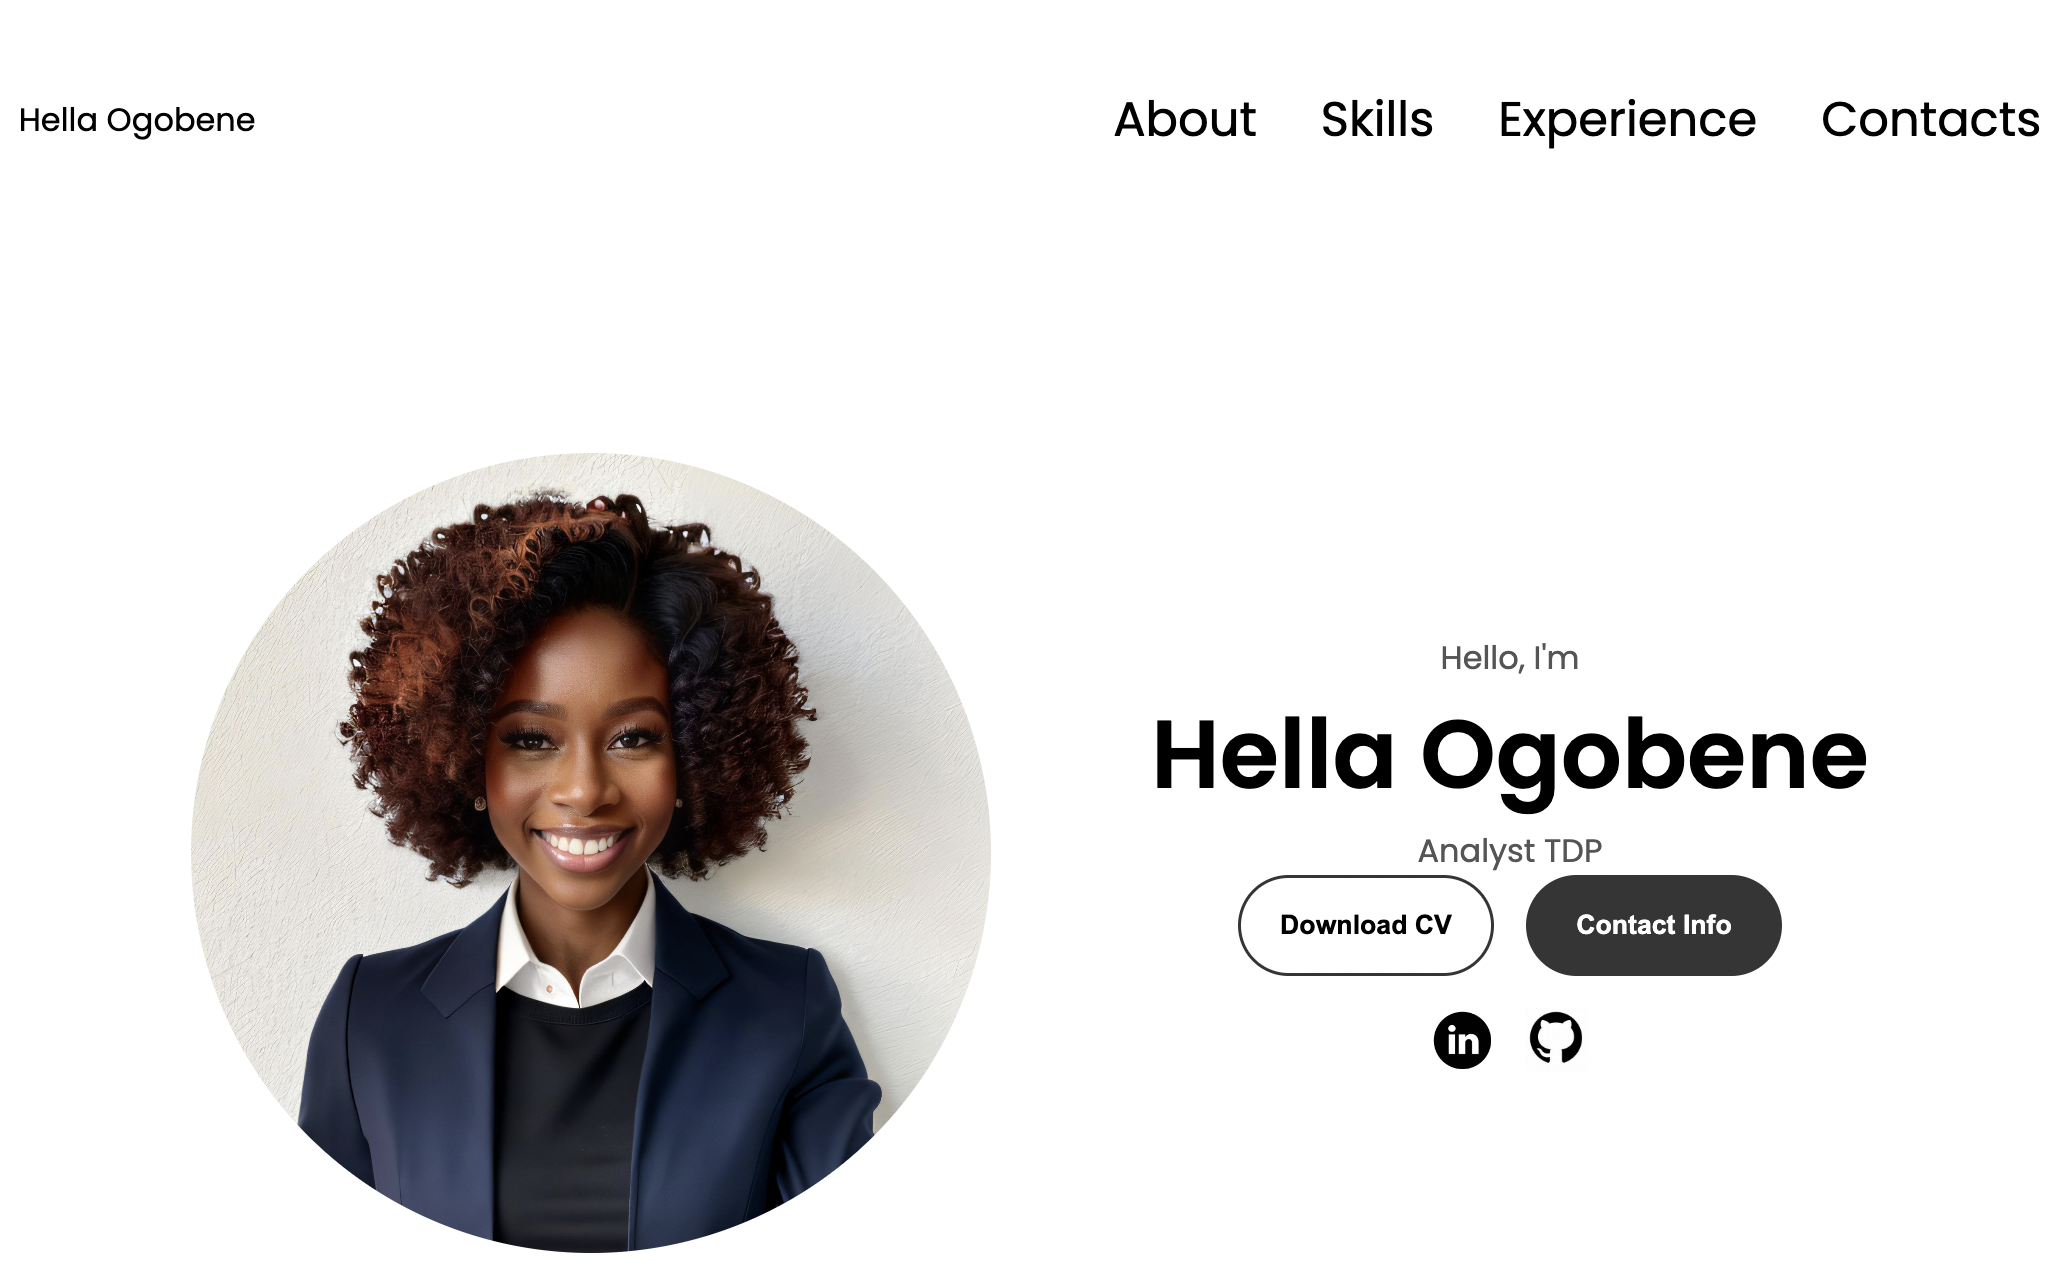 Hella Ogobene
About Skills Experience Contacts
Hello, I'm
Hella Ogobene
Analyst TDP
Download CV
Contact Info
in